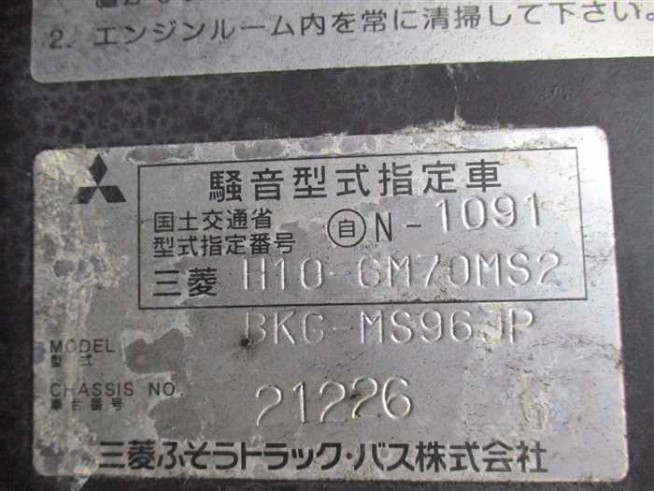 2. エンジンルーム内を常に清掃して下さい。
騒音型式指定車
国土交通省
型式指定番号 自N-1091
三菱 H10-6M70MS2
MODEL BKG-MS96JP
型式
CHASSIS NO. 21226
車台番号
三菱ふそうトラック・バス株式会社